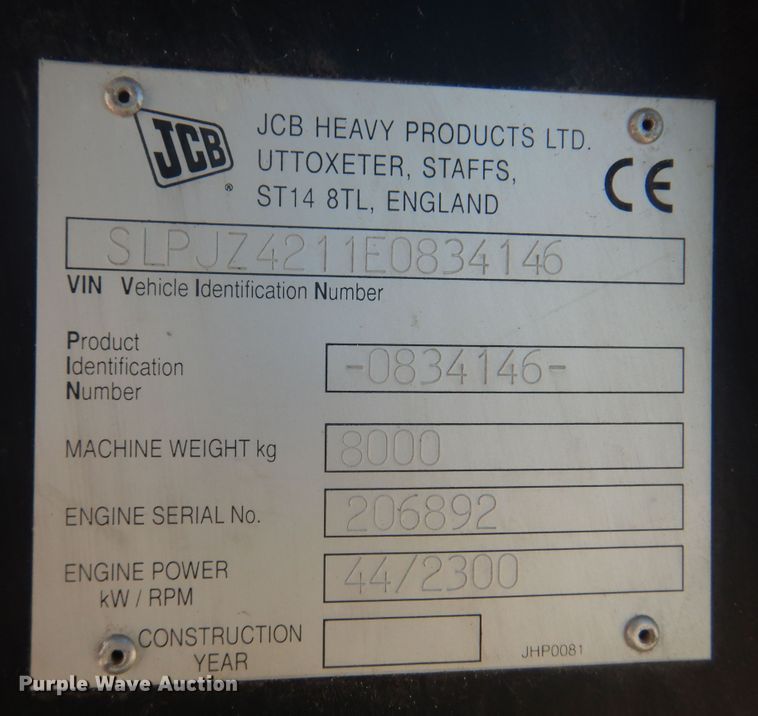 JCB
®
JCB HEAVY PRODUCTS LTD.
UTTOXETER, STAFFS,
ST14 8TL, ENGLAND
CE
SLPJZ4211E0834146
VIN Vehicle Identification Number
Product
Identification
Number
-0834146-
MACHINE WEIGHT kg
8000
ENGINE SERIAL No.
206892
ENGINE POWER
kW / RPM
44/2300
CONSTRUCTION
YEAR
JHP0081
Purple Wave Auction